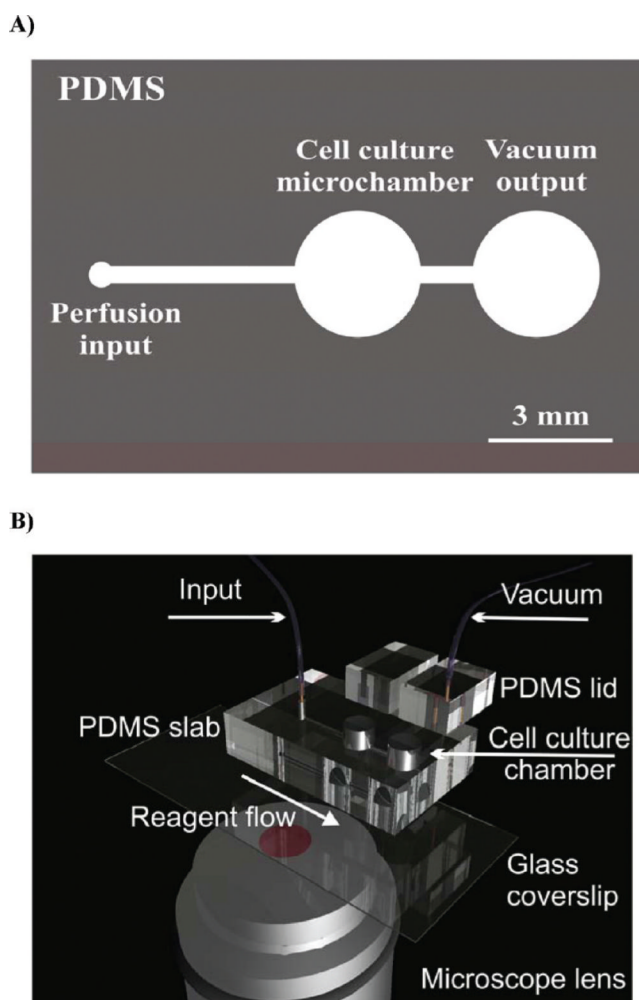 A)
PDMS
Cell culture
microchamber
Vacuum
output
Perfusion
input
3 mm
B)
Input
Vacuum
PDMS lid
PDMS slab
Cell culture
chamber
Reagent flow
Glass
coverslip
Microscope lens